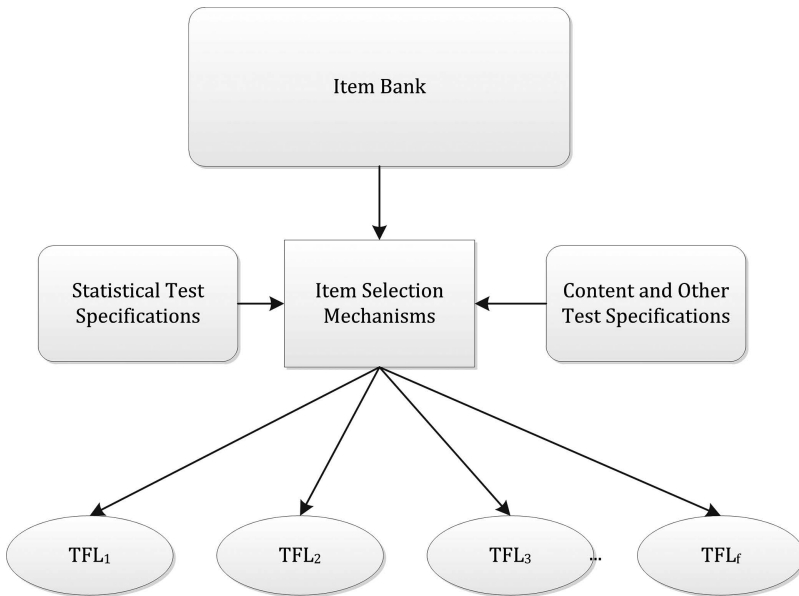 Item Bank
Statistical Test
Specifications
Item Selection
Mechanisms
Content and Other
Test Specifications
TFL₁
TFL₂
TFL₃
...
TFLf